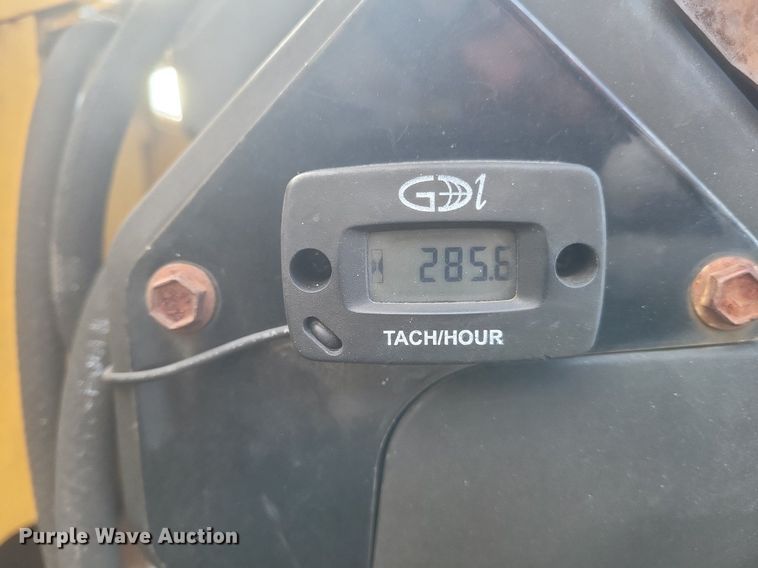 GDI
285.6
TACH/HOUR
Purple Wave Auction